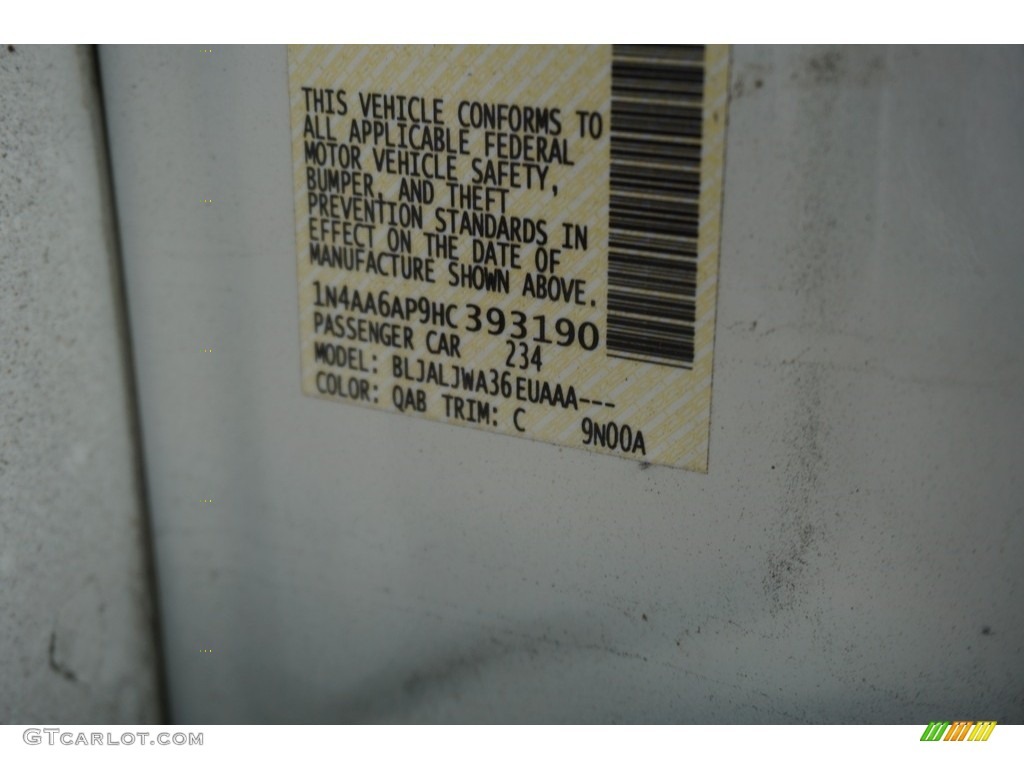 THIS VEHICLE CONFORMS TO
ALL APPLICABLE FEDERAL
MOTOR VEHICLE SAFETY,
BUMPER, AND THEFT
PREVENTION STANDARDS IN
EFFECT ON THE DATE OF
MANUFACTURE SHOWN ABOVE.
1N4AA6AP9HC393190
PASSENGER CAR 234
MODEL: BLJALJWA36EUAAA---
COLOR: QAB TRIM: C 9N00A
GTCARLOT.COM